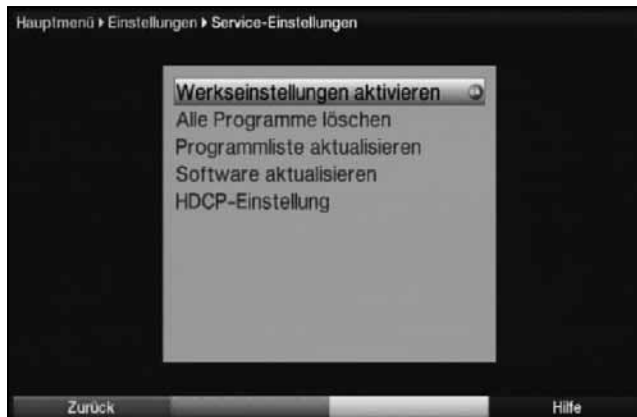 Hauptmenü ▸ Einstellungen ▸ Service-Einstellungen
Werkseinstellungen aktivieren
Alle Programme löschen
Programmliste aktualisieren
Software aktualisieren
HDCP-Einstellung
Zurück Hilfe